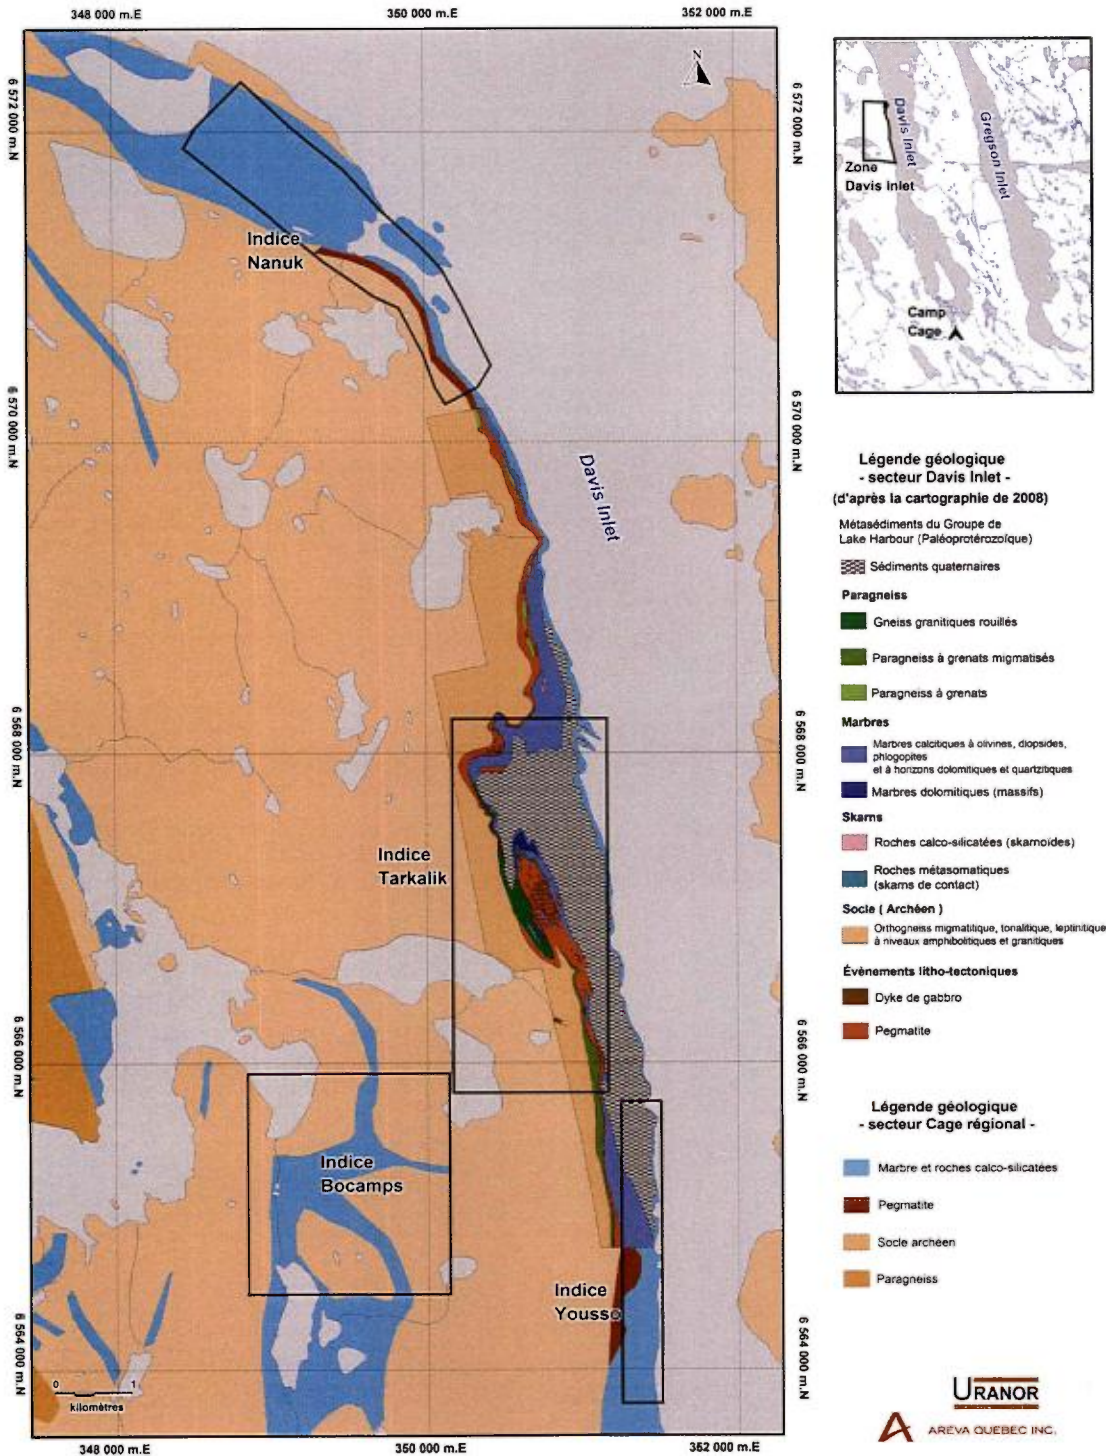 348 000 m.E
350 000 m.E
352 000 m.E
6 572 000 m.N
6 570 000 m.N
6 568 000 m.N
6 566 000 m.N
6 564 000 m.N
N
Indice
Nanuk
Davis Inlet
Indice
Tarkalik
Indice
Bocamps
Indice
Yousso
0 1
kilomètres
6 572 000 m.N
6 570 000 m.N
6 568 000 m.N
6 566 000 m.N
6 564 000 m.N
348 000 m.E
350 000 m.E
352 000 m.E
Davis Inlet
Gregson Inlet
Zone
Davis Inlet
Camp
Cage
Légende géologique
- secteur Davis Inlet -
(d'après la cartographie de 2008)
Métasédiments du Groupe de
Lake Harbour (Paléoprotérozoïque)
Sédiments quaternaires
Paragneiss
Gneiss granitiques rouillés
Paragneiss à grenats migmatisés
Paragneiss à grenats
Marbres
Marbres calcitiques à olivines, diopsides,
phlogopites
et à horizons dolomitiques et quartzitiques
Marbres dolomitiques (massifs)
Skarns
Roches calco-silicatées (skarnoïdes)
Roches métasomatiques
(skarns de contact)
Socle ( Archéen )
Orthogneiss migmatitique, tonalitique, leptinitique
à niveaux amphibolitiques et granitiques
Évènements litho-tectoniques
Dyke de gabbro
Pegmatite
Légende géologique
- secteur Cage régional -
Marbre et roches calco-silicatées
Pegmatite
Socle archéen
Paragneiss
URANOR
AREVA QUEBEC INC.